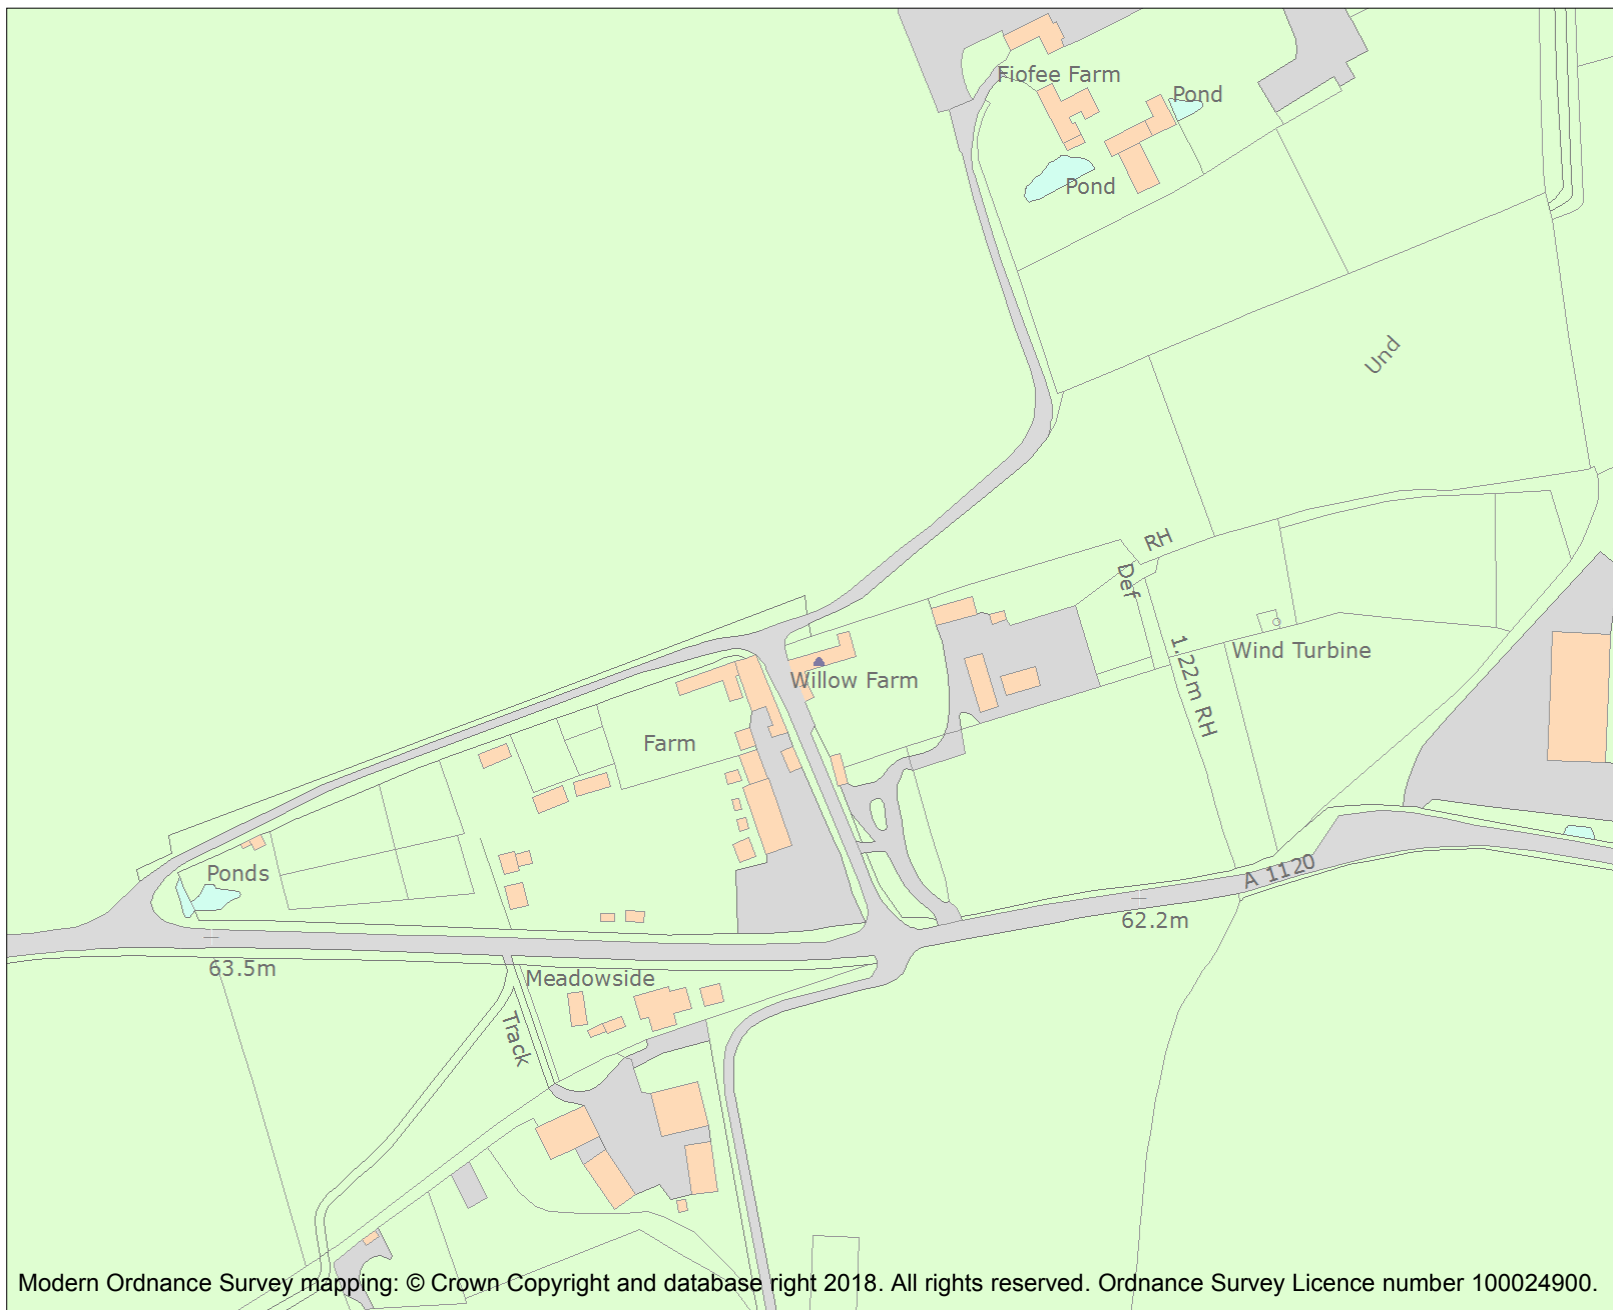 Fiofee Farm
Pond
Pond
Und
RH
Def
1.22m RH
Wind Turbine
Willow Farm
Farm
Ponds
A 1120
62.2m
63.5m
Meadowside
Track
Modern Ordnance Survey mapping: © Crown Copyright and database right 2018. All rights reserved. Ordnance Survey Licence number 100024900.